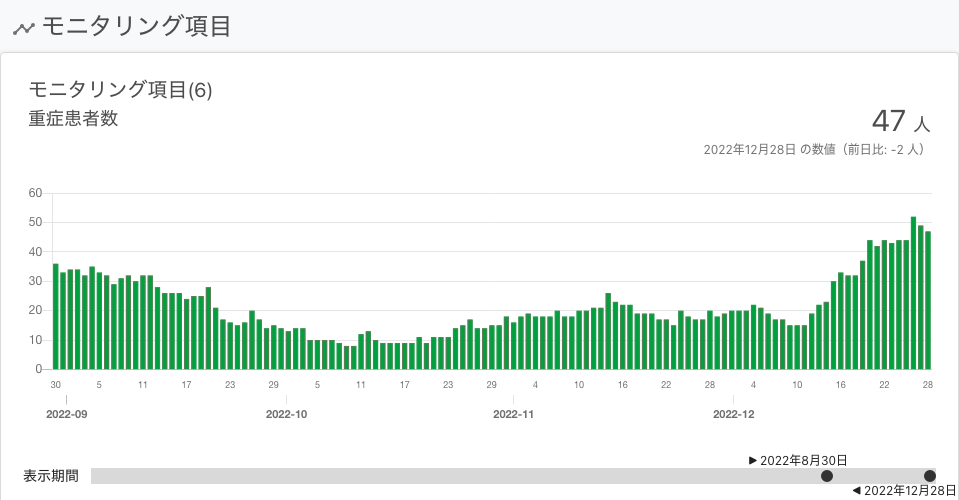 モニタリング項目
モニタリング項目(6)
重症患者数
47 人
2022年12月28日 の数値（前日比: -2 人）
60
50
40
30
20
10
0
30 5 11 17 23 29 5 11 17 23 29 4 10 16 22 28 4 10 16 22 28
2022-09 2022-10 2022-11 2022-12
表示期間
▶ 2022年8月30日
◀ 2022年12月28日